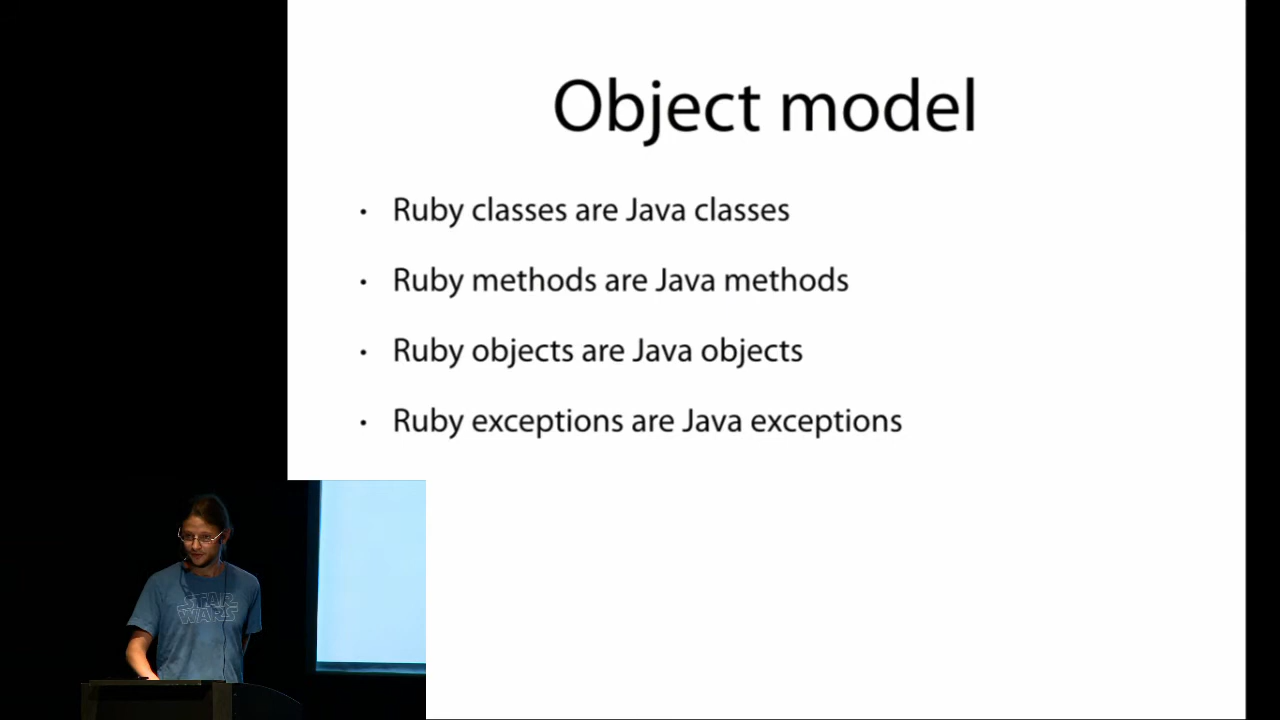 Object model
• Ruby classes are Java classes
• Ruby methods are Java methods
• Ruby objects are Java objects
• Ruby exceptions are Java exceptions
STAR
WARS